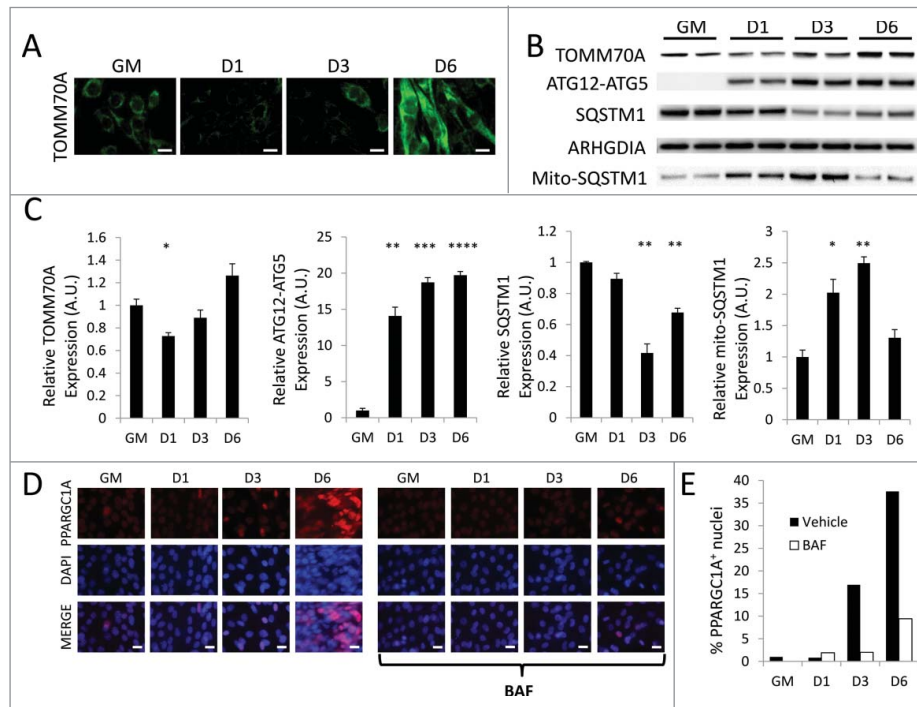 A
GM D1 D3 D6
TOMM70A
B
GM D1 D3 D6
TOMM70A
ATG12-ATG5
SQSTM1
ARHGDIA
Mito-SQSTM1
C
Relative TOMM70A
Expression (A.U.)
1.6
1.4
1.2
1
0.8
0.6
0.4
0.2
0
*
GM D1 D3 D6
Relative ATG12-ATG5
Expression (A.U.)
25
20
15
10
5
0
** *** ****
GM D1 D3 D6
Relative SQSTM1
Expression (A.U.)
1
0.8
0.6
0.4
0.2
0
** **
GM D1 D3 D6
Relative mito-SQSTM1
Expression (A.U.)
3
2.5
2
1.5
1
0.5
0
* **
GM D1 D3 D6
D
GM D1 D3 D6 GM D1 D3 D6
PPARGC1A
DAPI
MERGE
BAF
E
% PPARGC1A+ nuclei
40
35
30
25
20
15
10
5
0
Vehicle
BAF
GM D1 D3 D6